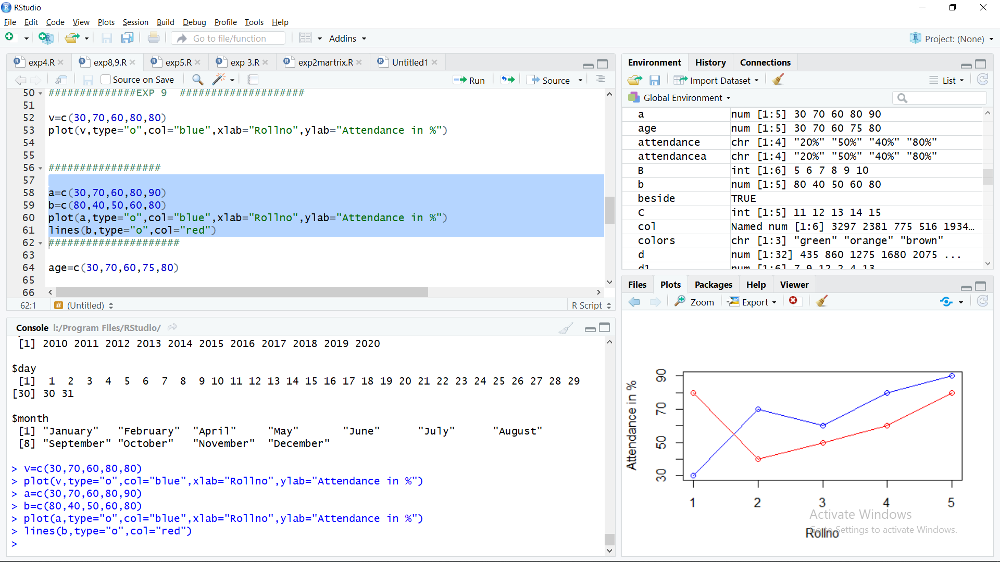 RStudio
File Edit Code View Plots Session Build Debug Profile Tools Help
Go to file/function Addins Project: (None)
exp4.R exp8,9.R exp5.R exp 3.R exp2martrix.R Untitled1
Source on Save Run Source
50 ##############EXP 9 ####################
51
52 v=c(30,70,60,80,80)
53 plot(v,type="o",col="blue",xlab="Rollno",ylab="Attendance in %")
54
55
56 ##################
57
58 a=c(30,70,60,80,90)
59 b=c(80,40,50,60,80)
60 plot(a,type="o",col="blue",xlab="Rollno",ylab="Attendance in %")
61 lines(b,type="o",col="red")
62 #####################
63
64 age=c(30,70,60,75,80)
65
66
62:1 # (Untitled) R Script
Console I:/Program Files/RStudio/
[1] 2010 2011 2012 2013 2014 2015 2016 2017 2018 2019 2020
$day
[1] 1 2 3 4 5 6 7 8 9 10 11 12 13 14 15 16 17 18 19 20 21 22 23 24 25 26 27 28 29
[30] 30 31
$month
[1] "January" "February" "April" "May" "June" "July" "August"
[8] "September" "October" "November" "December"
> v=c(30,70,60,80,80)
> plot(v,type="o",col="blue",xlab="Rollno",ylab="Attendance in %")
> a=c(30,70,60,80,90)
> b=c(80,40,50,60,80)
> plot(a,type="o",col="blue",xlab="Rollno",ylab="Attendance in %")
> lines(b,type="o",col="red")
>
Environment History Connections
Import Dataset List
Global Environment
a num [1:5] 30 70 60 80 90
age num [1:5] 30 70 60 75 80
attendance chr [1:4] "20%" "50%" "40%" "80%"
attendancea chr [1:4] "20%" "50%" "40%" "80%"
B int [1:6] 5 6 7 8 9 10
b num [1:5] 80 40 50 60 80
beside TRUE
C int [1:5] 11 12 13 14 15
col Named num [1:6] 3297 2381 775 516 1934…
colors chr [1:3] "green" "orange" "brown"
d num [1:32] 435 860 1275 1680 2075 ...
d1 num [1:6] 7 9 12 2 4 13
Files Plots Packages Help Viewer
Zoom Export
Attendance in %
90
70
50
30
1 2 3 4 5
Rollno
Activate Windows
Go to Settings to activate Windows.